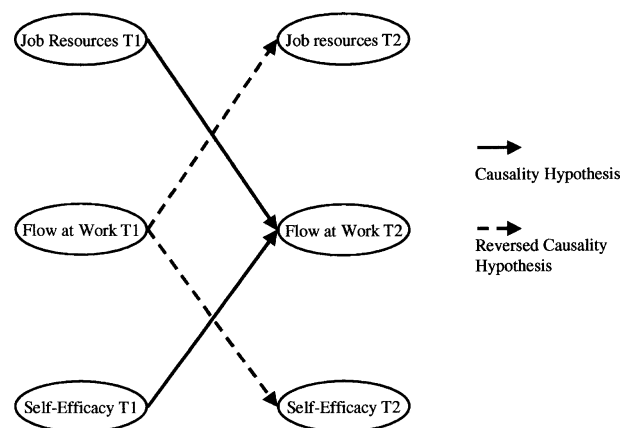 Job Resources T1
Job resources T2
Causality Hypothesis
Flow at Work T1
Flow at Work T2
Reversed Causality
Hypothesis
Self-Efficacy T1
Self-Efficacy T2